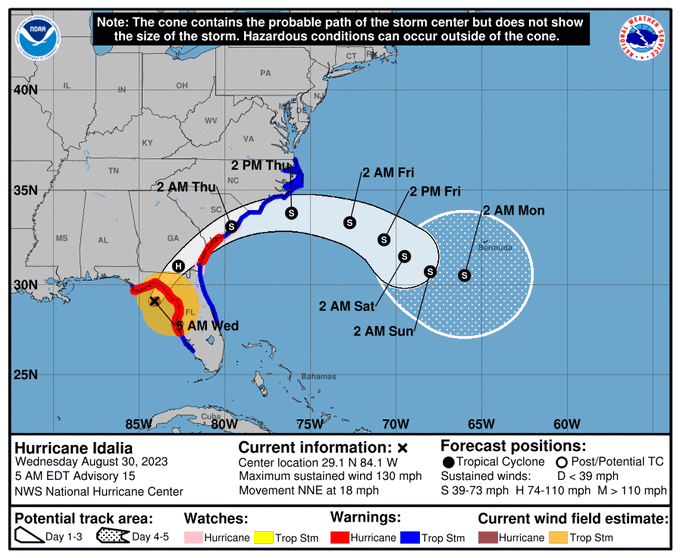 Note: The cone contains the probable path of the storm center but does not show
the size of the storm. Hazardous conditions can occur outside of the cone.
NOAA
NATIONAL WEATHER SERVICE
40N
35N
30N
25N
IL
IN
OH
PA
CT
NJ
MD
DE
WV
VA
KY
TN
NC
SC
MS
AL
GA
FL
2 PM Thu
2 AM Thu
2 AM Fri
2 PM Fri
2 AM Mon
Bermuda
S
S
S
S
S
S
S
H
2 AM Sat
2 AM Sun
5 AM Wed
Bahamas
Cuba
85W
80W
75W
70W
65W
60W
Hurricane Idalia
Wednesday August 30, 2023
5 AM EDT Advisory 15
NWS National Hurricane Center
Current information: x
Center location 29.1 N 84.1 W
Maximum sustained wind 130 mph
Movement NNE at 18 mph
Forecast positions:
Tropical Cyclone Post/Potential TC
Sustained winds: D < 39 mph
S 39-73 mph H 74-110 mph M > 110 mph
Potential track area:
Day 1-3 Day 4-5
Watches:
Hurricane Trop Stm
Warnings:
Hurricane Trop Stm
Current wind field estimate:
Hurricane Trop Stm